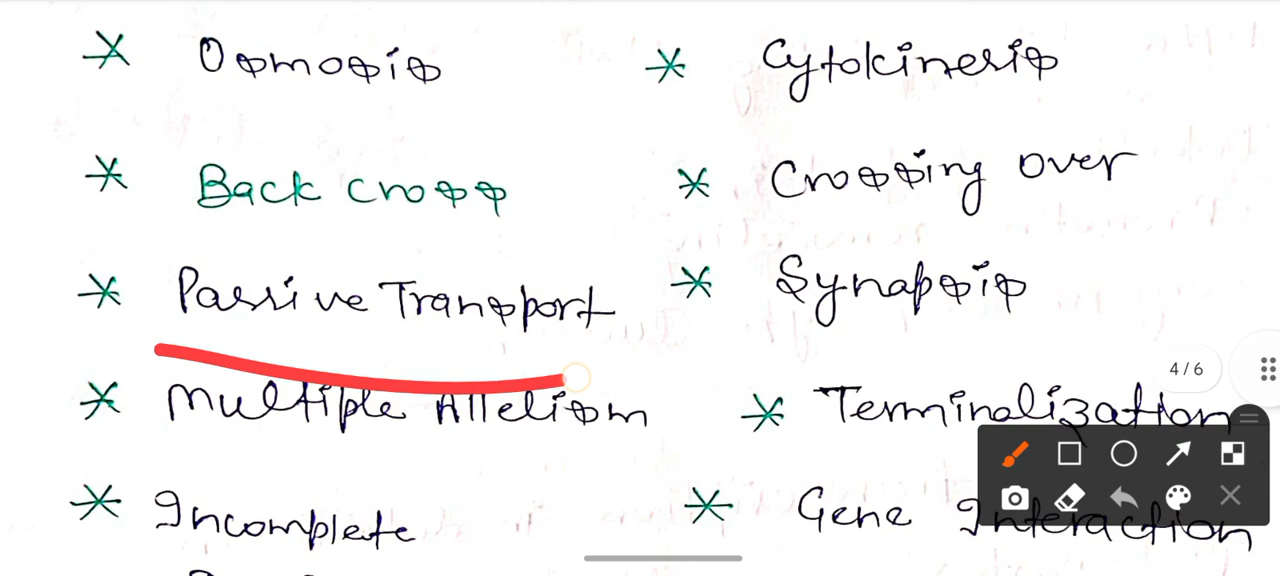 * Osmosis
* Cytokinesis
* Back cross
* Crossing over
* Passive Transport
* Synapsis
4/6
* Multiple Allelism
* Terminalization
* Incomplete
* Gene Interaction